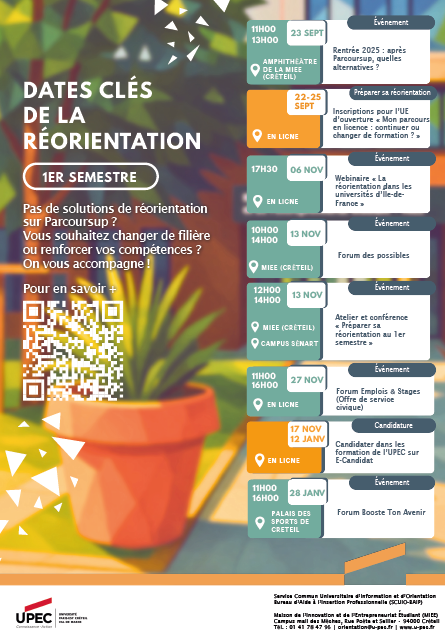 DATES CLÉS
DE LA
RÉORIENTATION
1ER SEMESTRE
Pas de solutions de réorientation
sur Parcoursup ?
Vous souhaitez changer de filière
ou renforcer vos compétences ?
On vous accompagne !
Pour en savoir +
Événement
11H00
13H00
23 SEPT
AMPHITHÉÂTRE
DE LA MIEE
(CRÉTEIL)
Rentrée 2025 : après
Parcoursup, quelles
alternatives ?
Préparer sa réorientation
22-25
SEPT
EN LIGNE
Inscriptions pour l'UE
d'ouverture « Mon parcours
en licence : continuer ou
changer de formation ? »
Événement
17H30
06 NOV
EN LIGNE
Webinaire « La
réorientation dans les
universités d'Ile-de-
France »
Événement
10H00
14H00
13 NOV
MIEE (CRÉTEIL)
Forum des possibles
Événement
12H00
14H00
13 NOV
MIEE (CRÉTEIL)
CAMPUS SÉNART
Atelier et conférence
« Préparer sa
réorientation au 1er
semestre »
Événement
11H00
16H00
27 NOV
EN LIGNE
Forum Emplois & Stages
(Offre de service
civique)
Candidature
17 NOV
12 JANV
EN LIGNE
Candidater dans les
formation de l'UPEC sur
E-Candidat
Événement
11H00
16H00
28 JANV
PALAIS DES
SPORTS DE
CRETEIL
Forum Booste Ton Avenir
UPEC
UNIVERSITÉ
PARIS-EST CRÉTEIL
VAL DE MARNE
Service Commun Universitaire d'Information et d'Orientation
Bureau d'Aide à l'Insertion Professionnelle (SCUIO-BAIP)
Maison de l'Innovation et de l'Entrepreneuriat Étudiant (MIEE)
Campus mail des Mèches, Rue Poëte et Sellier - 94000 Créteil
TéL : 01 41 78 47 96 | orientation@u-pec.fr | www.u-pec.fr